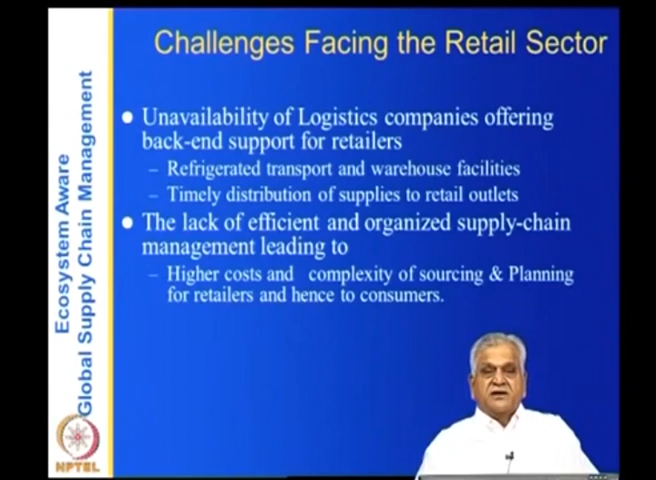 Challenges Facing the Retail Sector
Unavailability of Logistics companies offering
back-end support for retailers
– Refrigerated transport and warehouse facilities
– Timely distribution of supplies to retail outlets
The lack of efficient and organized supply-chain
management leading to
– Higher costs and complexity of sourcing & Planning
for retailers and hence to consumers.
Ecosystem Aware
Global Supply Chain Management
NPTEL